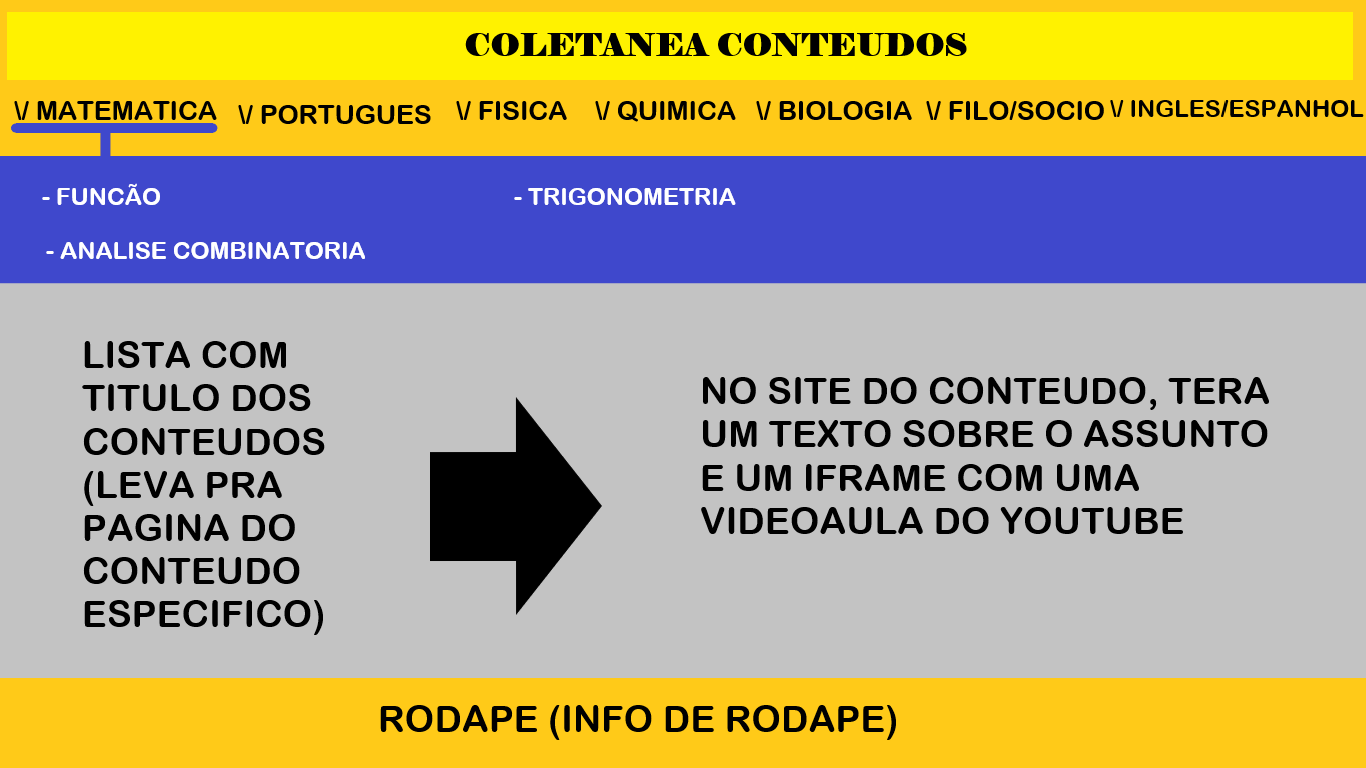 COLETANEA CONTEUDOS
\/ MATEMATICA \/ PORTUGUES \/ FISICA \/ QUIMICA \/ BIOLOGIA \/ FILO/SOCIO \/ INGLES/ESPANHOL
- FUNCÃO - TRIGONOMETRIA
- ANALISE COMBINATORIA
LISTA COM
TITULO DOS
CONTEUDOS
(LEVA PRA
PAGINA DO
CONTEUDO
ESPECIFICO)
NO SITE DO CONTEUDO, TERA
UM TEXTO SOBRE O ASSUNTO
E UM IFRAME COM UMA
VIDEOAULA DO YOUTUBE
RODAPE (INFO DE RODAPE)